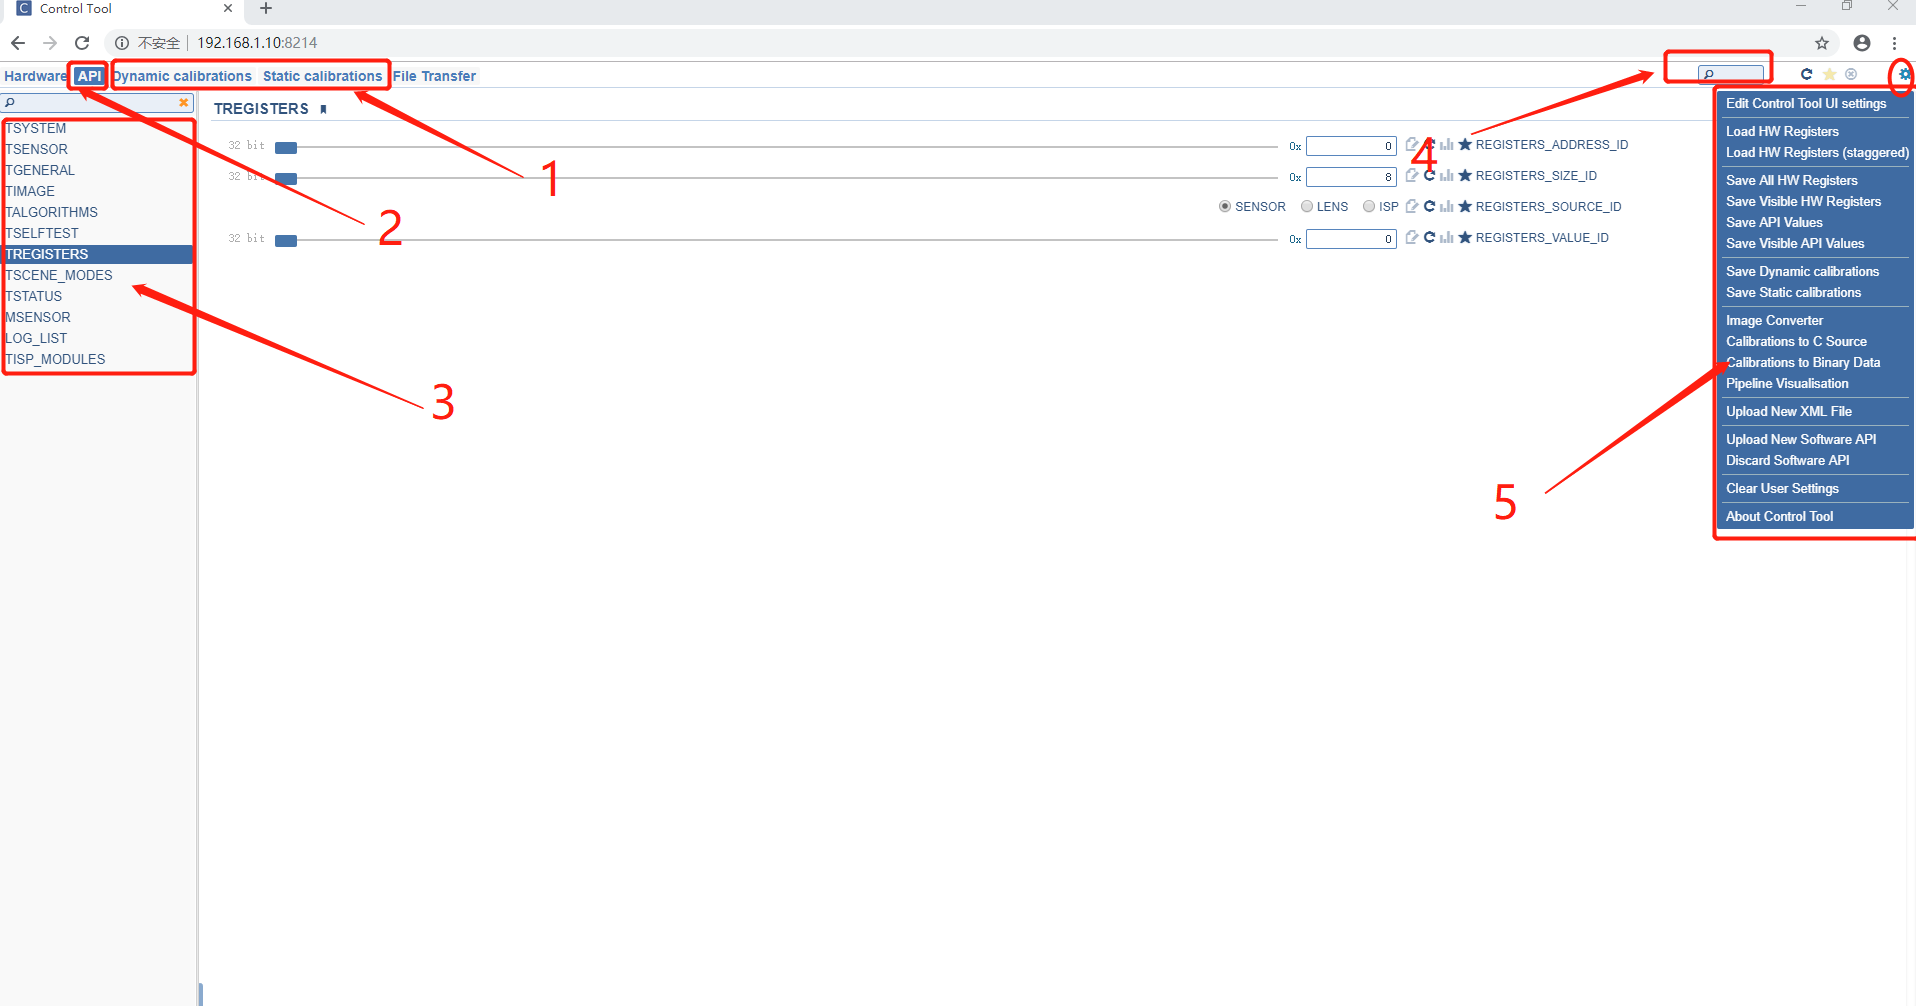 C Control Tool
不安全 192.168.1.10:8214
Hardware API Dynamic calibrations Static calibrations File Transfer
TSYSTEM
TSENSOR
TGENERAL
TIMAGE
TALGORITHMS
TSELFTEST
TREGISTERS
TSCENE_MODES
TSTATUS
MSENSOR
LOG_LIST
TISP_MODULES
TREGISTERS
32 bit 0x 0 REGISTERS_ADDRESS_ID
32 bit 0x 8 REGISTERS_SIZE_ID
SENSOR LENS ISP REGISTERS_SOURCE_ID
32 bit 0x 0 REGISTERS_VALUE_ID
1
2
3
4
5
Edit Control Tool UI settings
Load HW Registers
Load HW Registers (staggered)
Save All HW Registers
Save Visible HW Registers
Save API Values
Save Visible API Values
Save Dynamic calibrations
Save Static calibrations
Image Converter
Calibrations to C Source
Calibrations to Binary Data
Pipeline Visualisation
Upload New XML File
Upload New Software API
Discard Software API
Clear User Settings
About Control Tool